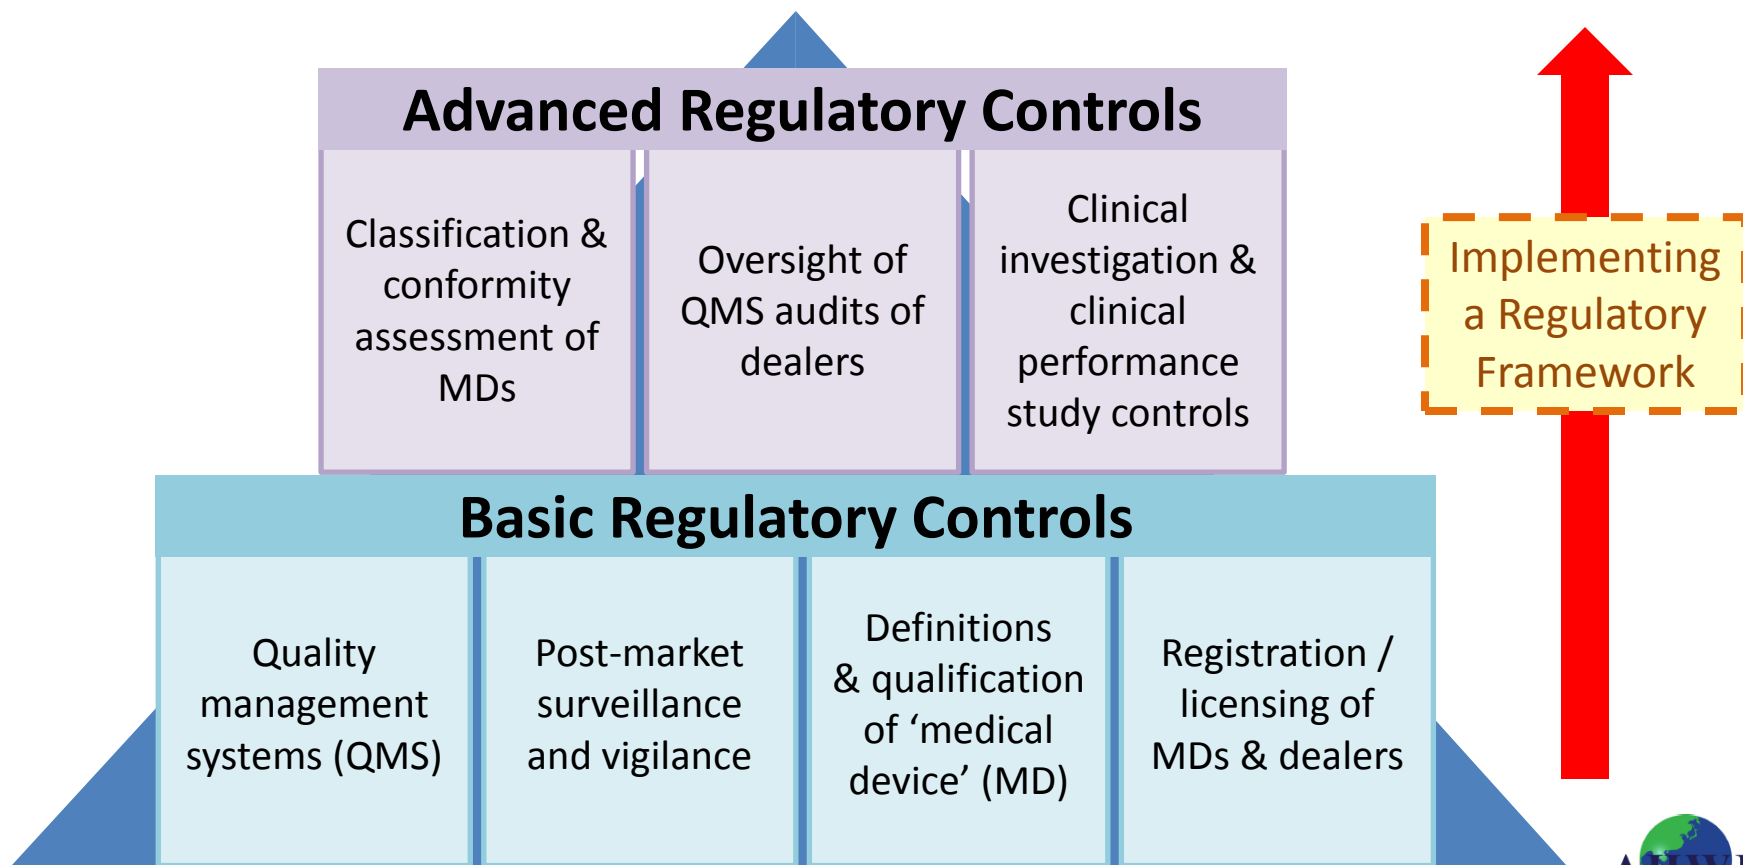 Advanced Regulatory Controls
Classification &
conformity
assessment of
MDs
Oversight of
QMS audits of
dealers
Clinical
investigation &
clinical
performance
study controls
Implementing
a Regulatory
Framework
Basic Regulatory Controls
Quality
management
systems (QMS)
Post-market
surveillance
and vigilance
Definitions
& qualification
of ‘medical
device’ (MD)
Registration /
licensing of
MDs & dealers